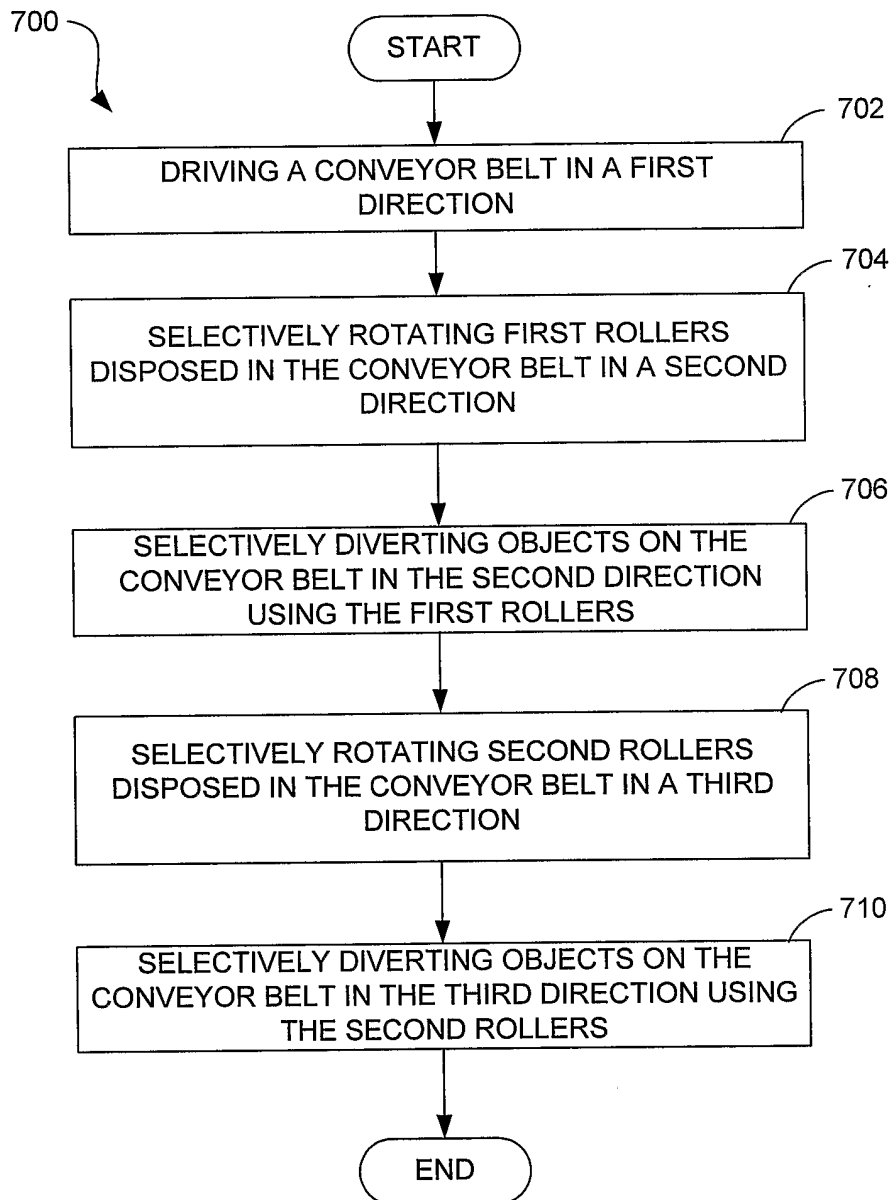 700
START
702
DRIVING A CONVEYOR BELT IN A FIRST
DIRECTION
704
SELECTIVELY ROTATING FIRST ROLLERS
DISPOSED IN THE CONVEYOR BELT IN A SECOND
DIRECTION
706
SELECTIVELY DIVERTING OBJECTS ON THE
CONVEYOR BELT IN THE SECOND DIRECTION
USING THE FIRST ROLLERS
708
SELECTIVELY ROTATING SECOND ROLLERS
DISPOSED IN THE CONVEYOR BELT IN A THIRD
DIRECTION
710
SELECTIVELY DIVERTING OBJECTS ON THE
CONVEYOR BELT IN THE THIRD DIRECTION USING
THE SECOND ROLLERS
END